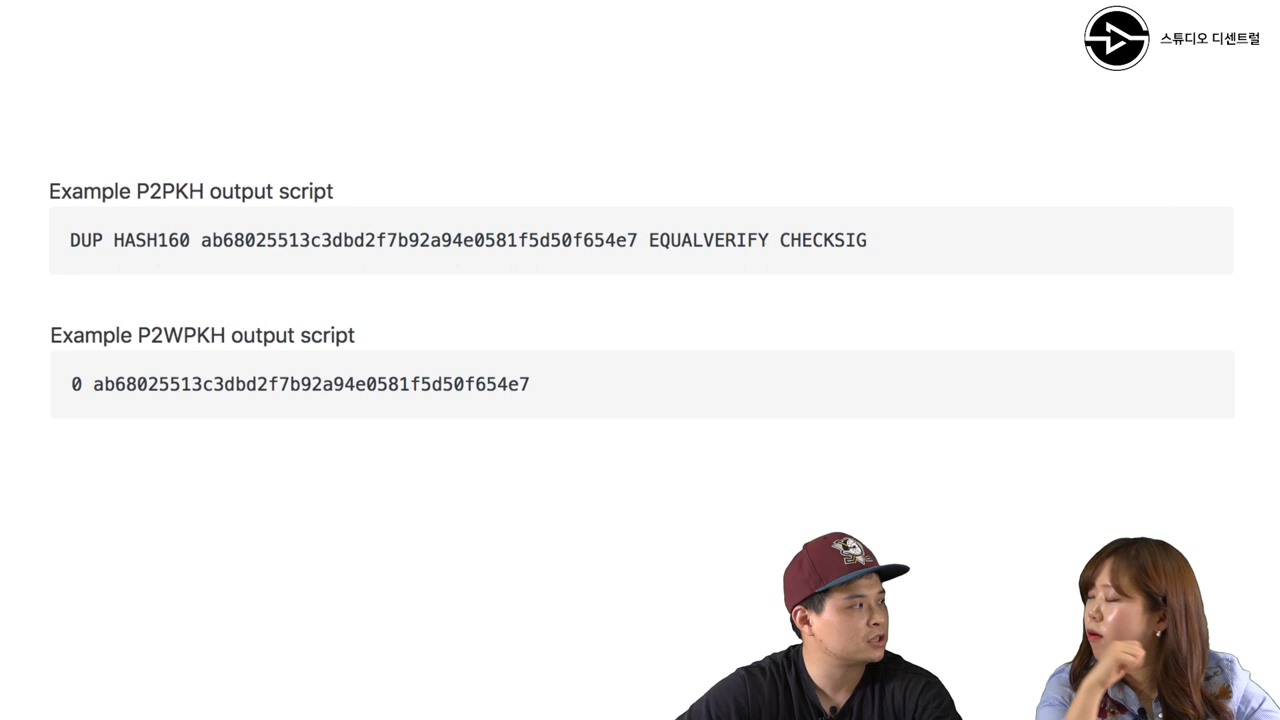 스튜디오 디센트럴
Example P2PKH output script
DUP HASH160 ab68025513c3dbd2f7b92a94e0581f5d50f654e7 EQUALVERIFY CHECKSIG
Example P2WPKH output script
0 ab68025513c3dbd2f7b92a94e0581f5d50f654e7